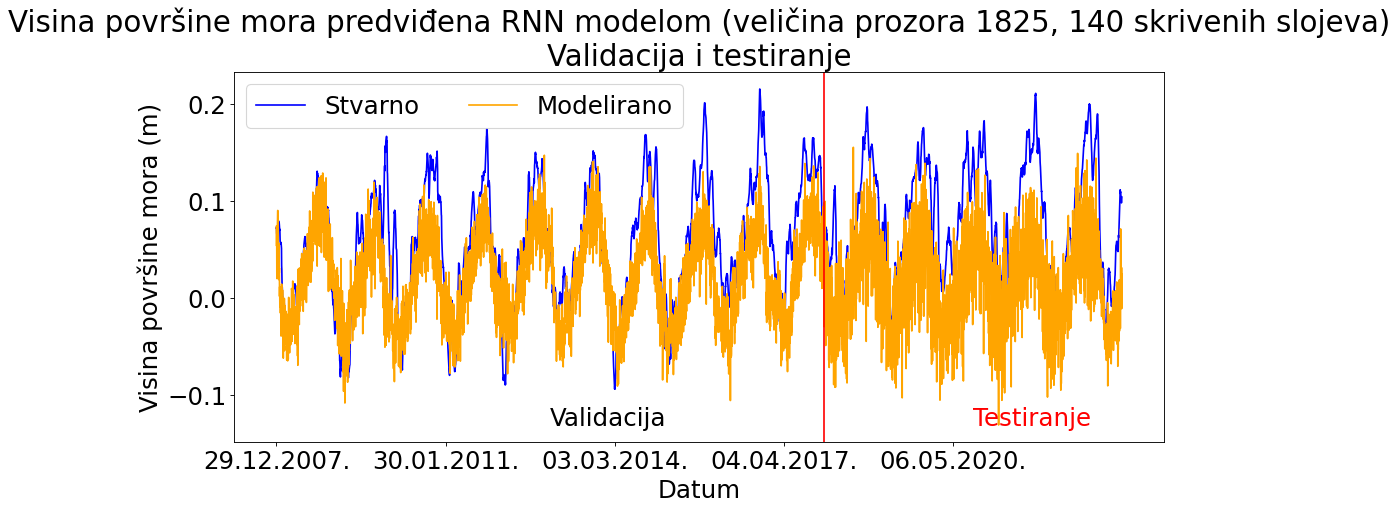 Visina površine mora predviđena RNN modelom (veličina prozora 1825, 140 skrivenih slojeva)
Validacija i testiranje
Stvarno
Modelirano
Visina površine mora (m)
0.2
0.1
0.0
−0.1
Validacija
Testiranje
29.12.2007.
30.01.2011.
03.03.2014.
04.04.2017.
06.05.2020.
Datum